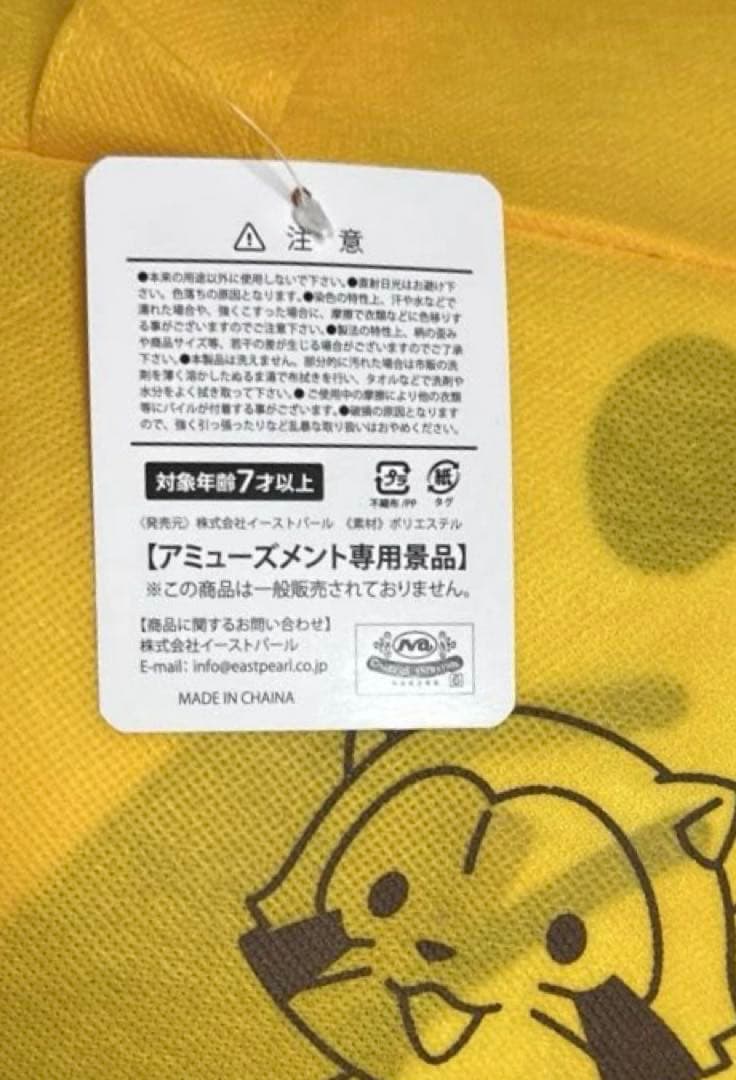 注意
●本来の用途以外に使用しないで下さい。●直射日光はお避け下
さい。色落ちの原因となります。●染色の特性上、汗や水などで
濡れた場合や、強くこすった場合に、摩擦で衣類などに色移りす
る事がございますのでご注意下さい。●製法の特性上、柄の歪み
や商品サイズ等、若干の差が生じる場合がございますのでご了承
下さい。●本製品は洗えません。部分的に汚れた場合は市販の洗
剤を薄く溶かしたぬるま湯で布拭きを行い、タオルなどで洗剤や
水分をよく拭き取って下さい。●ご使用中の摩擦により他の衣類
等にパイルが付着する事がございます。●破損の原因となります
ので、強く引っ張ったりなど乱暴な取り扱いはおやめください。
対象年齢7才以上
プラ 紙
不織布/PP タグ
〈発売元〉株式会社イーストパール 《素材》ポリエステル
【アミューズメント専用景品】
※この商品は一般販売されておりません。
【商品に関するお問い合わせ】
株式会社イーストパール
E-mail: info@eastpearl.co.jp
MADE IN CHAINA